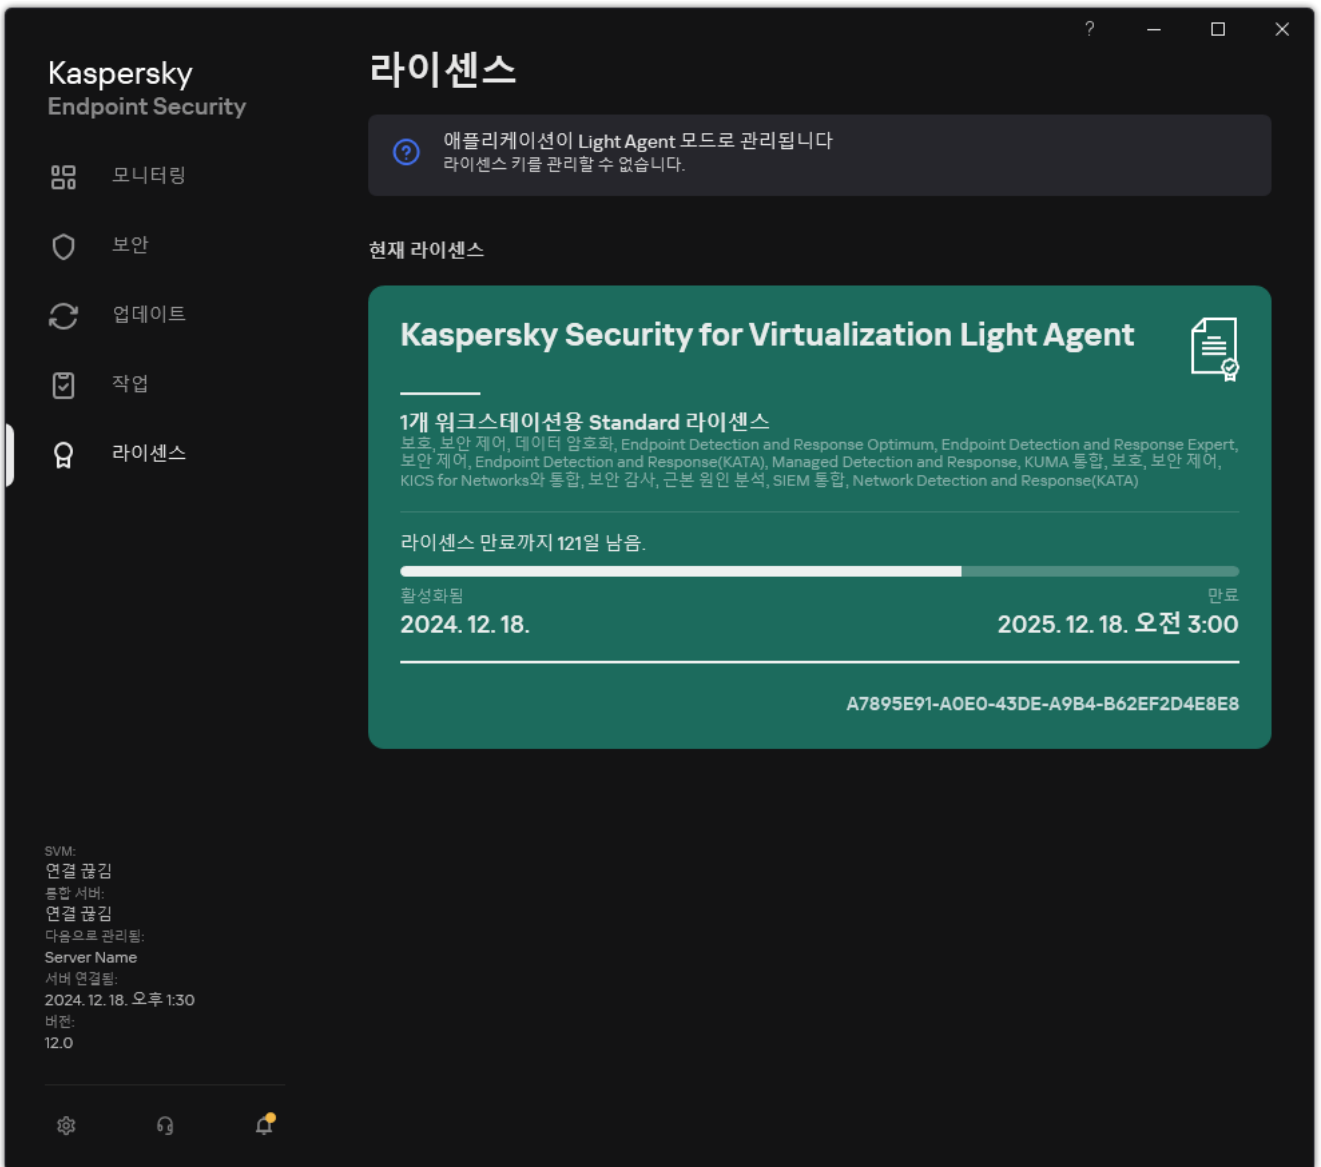 Kaspersky
Endpoint Security
모니터링
보안
업데이트
작업
라이센스
SVM:
연결 끊김
통합 서버:
연결 끊김
다음으로 관리됨:
Server Name
서버 연결됨:
2024. 12. 18. 오후 1:30
버전:
12.0
?
라이센스
애플리케이션이 Light Agent 모드로 관리됩니다
라이센스 키를 관리할 수 없습니다.
현재 라이센스
Kaspersky Security for Virtualization Light Agent
1개 워크스테이션용 Standard 라이센스
보호, 보안 제어, 데이터 암호화, Endpoint Detection and Response Optimum, Endpoint Detection and Response Expert,
보안 제어, Endpoint Detection and Response(KATA), Managed Detection and Response, KUMA 통합, 보호, 보안 제어,
KICS for Networks와 통합, 보안 감사, 근본 원인 분석, SIEM 통합, Network Detection and Response(KATA)
라이센스 만료까지 121일 남음.
활성화됨 만료
2024. 12. 18. 2025. 12. 18. 오전 3:00
A7895E91-A0E0-43DE-A9B4-B62EF2D4E8E8